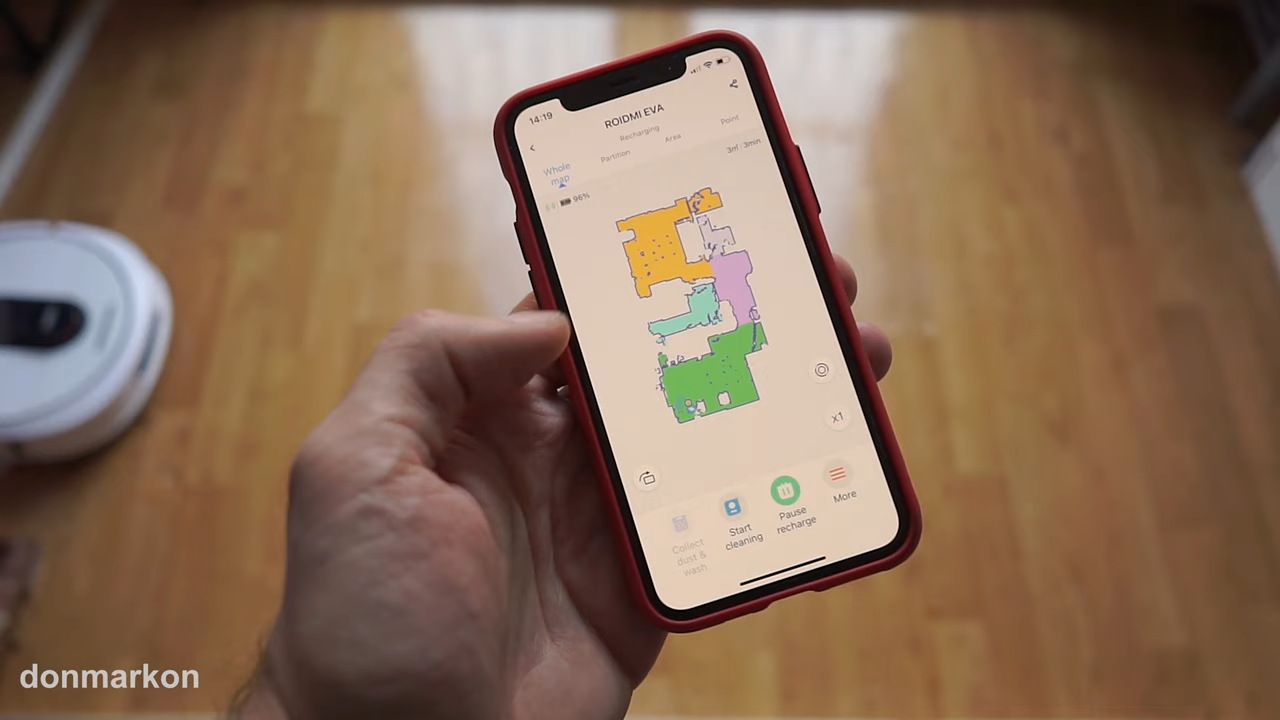 14:19
ROIDMI EVA
Recharging
Whole
map
Partition
Area
Point
3㎡ 3min
96%
x1
Collect
dust &
wash
Start
cleaning
Pause
recharge
More
donmarkon